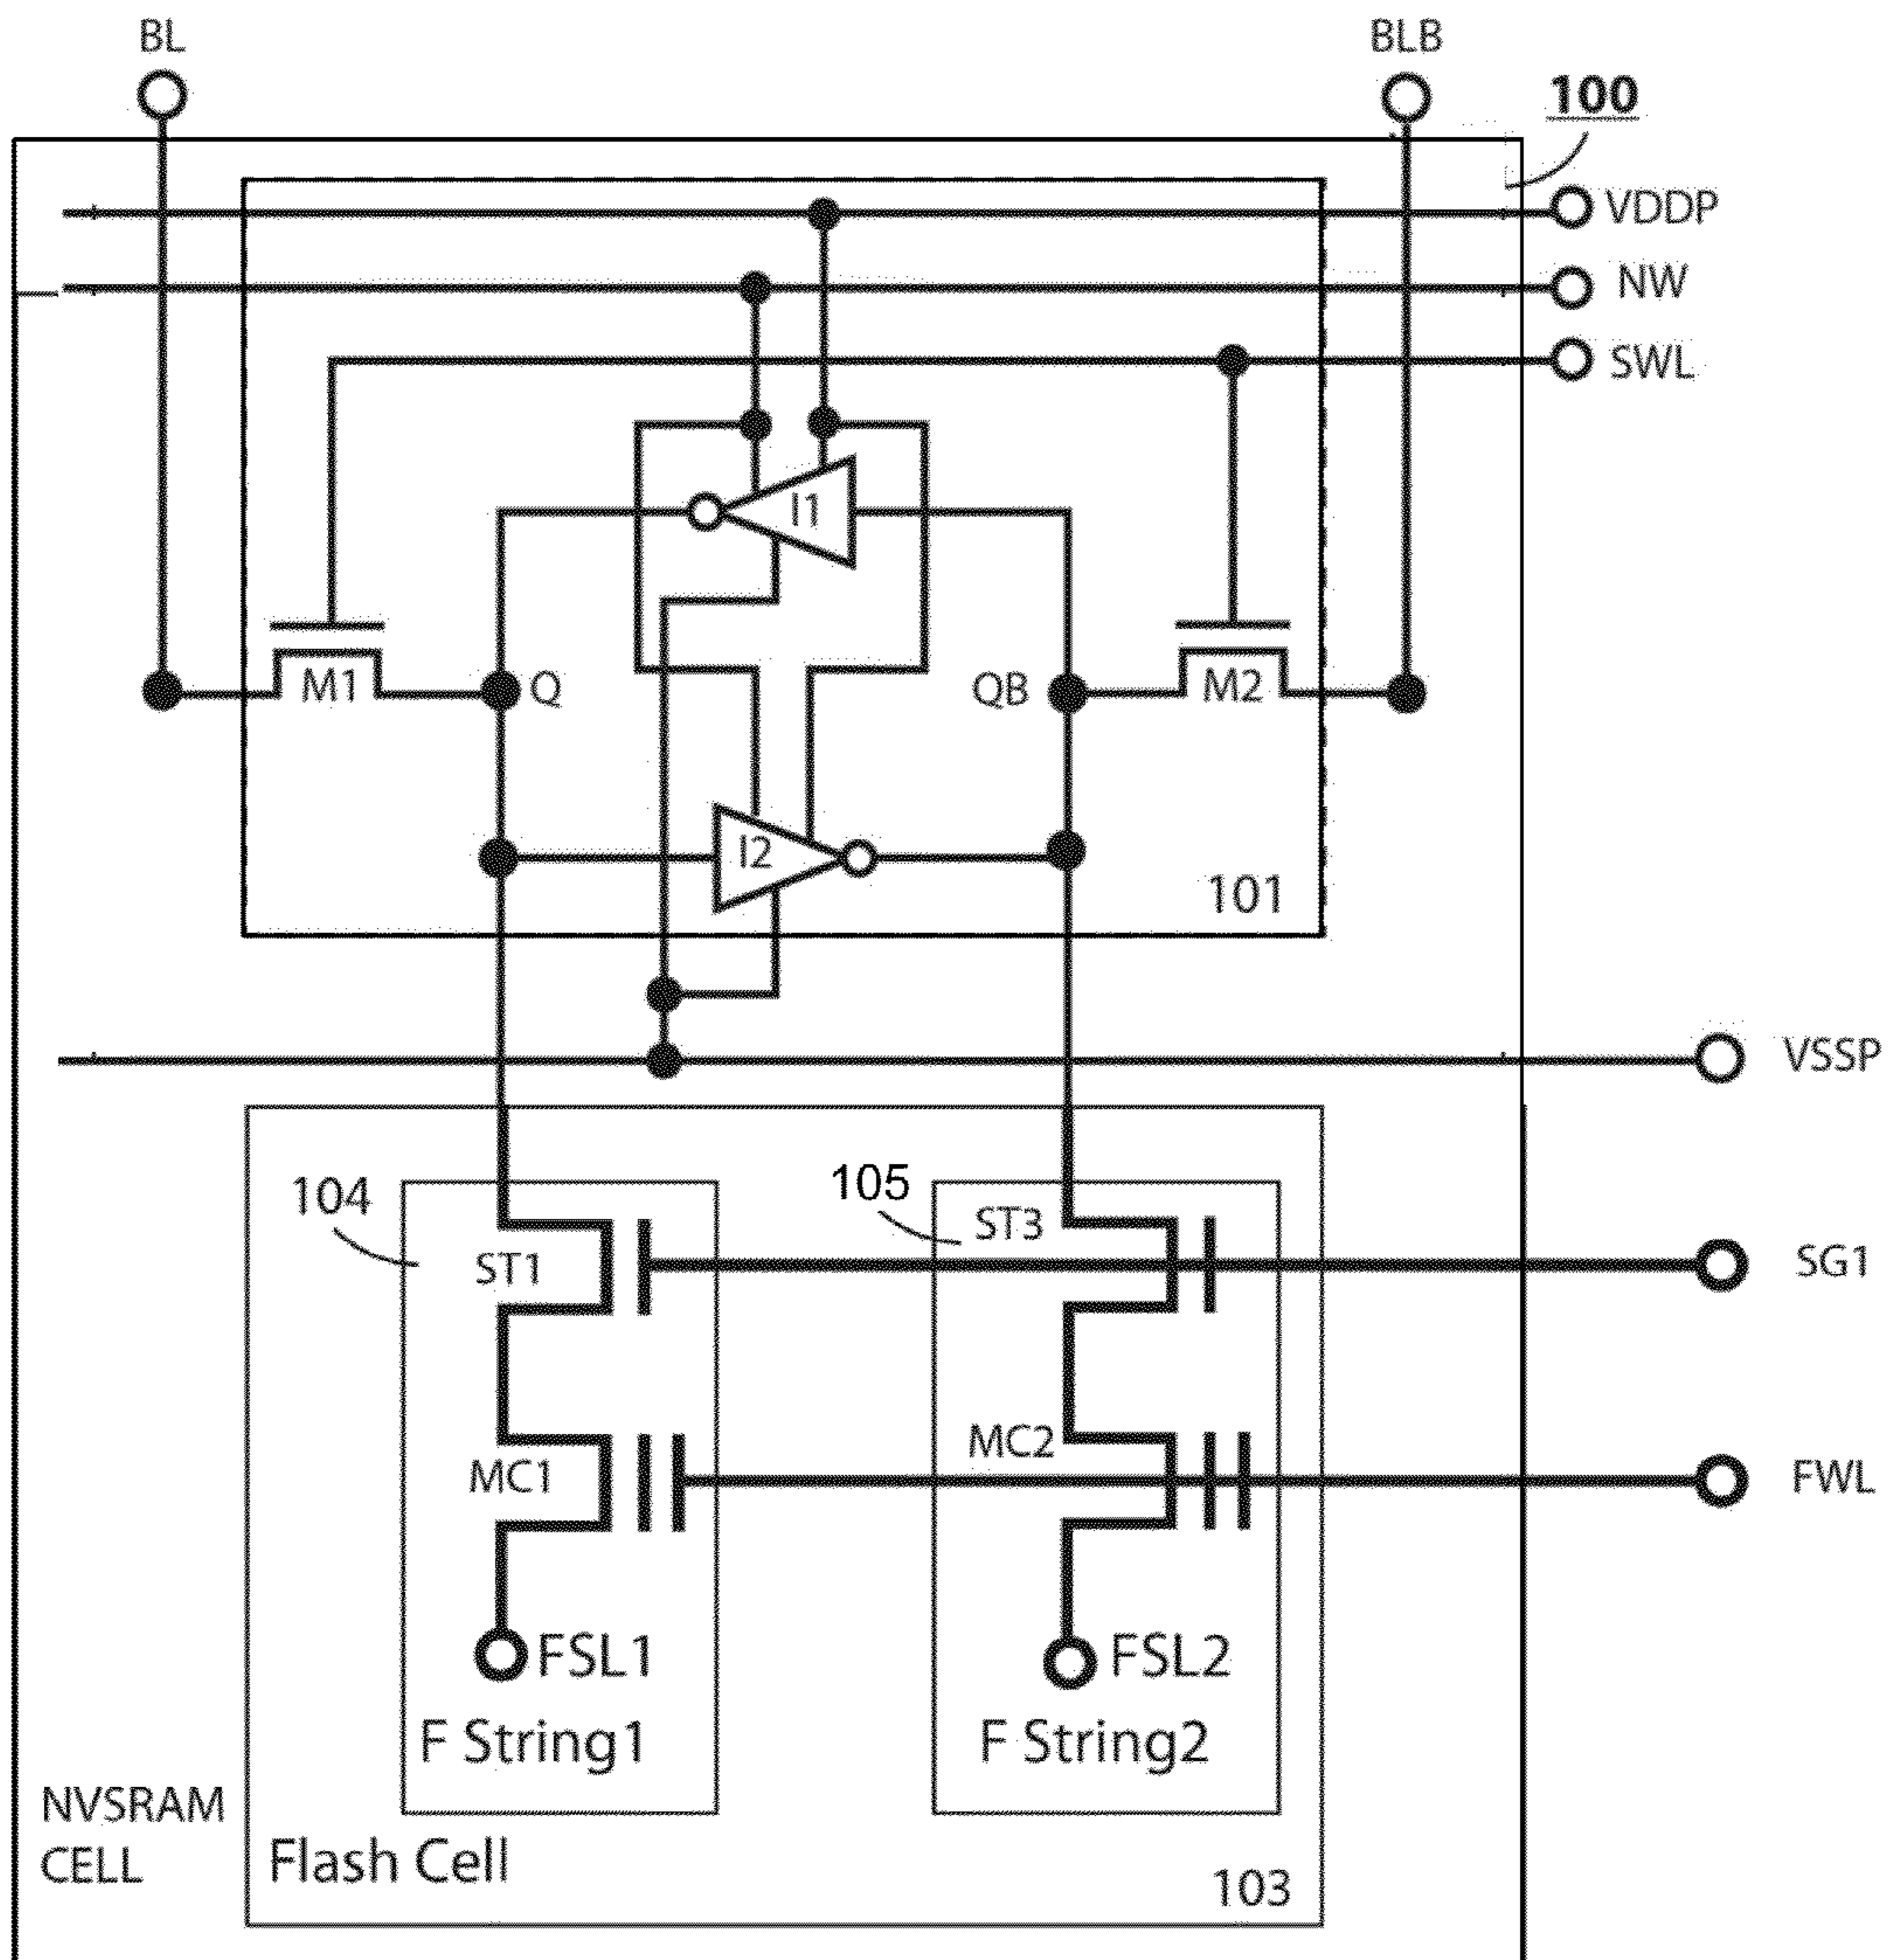 BL
BLB
100
VDDP
NW
SWL
I1
M1
Q
QB
M2
I2
101
VSSP
104
105
ST3
ST1
SG1
MC2
MC1
FWL
FSL1
FSL2
F String1
F String2
NVSRAM
CELL
Flash Cell
103